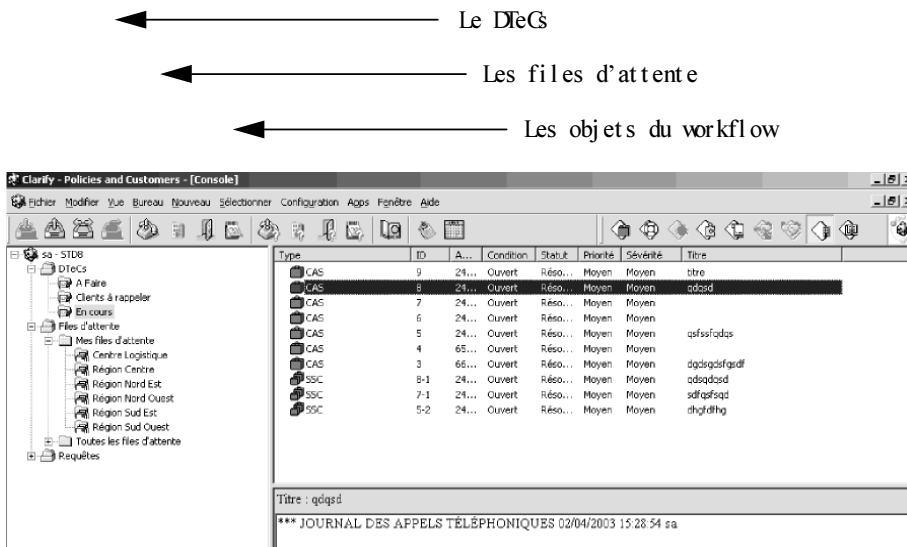 Le DTeCs
Les files d'attente
Les objets du workflow
Clarify - Policies and Customers - [Console]
Fichier Modifier Vue Bureau Nouveau Sélectionner Configuration Apps Fenêtre Aide
sa - STD8
DTeCs
A Faire
Clients à rappeler
En cours
Files d'attente
Mes files d'attente
Centre Logistique
Région Centre
Région Nord Est
Région Nord Ouest
Région Sud Est
Région Sud Ouest
Toutes les files d'attente
Requêtes
Type ID A... Condition Statut Priorité Sévérité Titre
CAS 9 24... Ouvert Réso... Moyen Moyen titre
CAS 8 24... Ouvert Réso... Moyen Moyen qdqsd
CAS 7 24... Ouvert Réso... Moyen Moyen
CAS 6 24... Ouvert Réso... Moyen Moyen
CAS 5 24... Ouvert Réso... Moyen Moyen qsfssfqdqs
CAS 4 65... Ouvert Réso... Moyen Moyen
CAS 3 66... Ouvert Réso... Moyen Moyen dgdsgdsfgsdf
SSC 8-1 24... Ouvert Réso... Moyen Moyen qdsqdqsd
SSC 7-1 24... Ouvert Réso... Moyen Moyen sdfqsfsqd
SSC 5-2 24... Ouvert Réso... Moyen Moyen dhgfdfhg
Titre : qdqsd
*** JOURNAL DES APPELS TÉLÉPHONIQUES 02/04/2003 15:28:54 sa